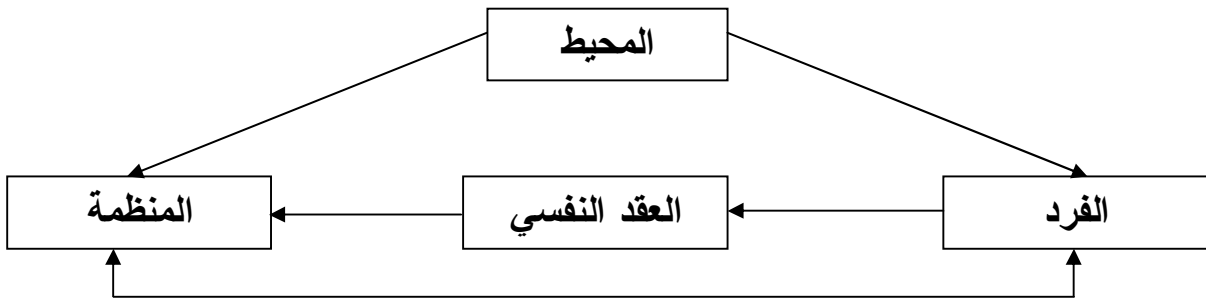 المحيط
الفرد
العقد النفسي
المنظمة